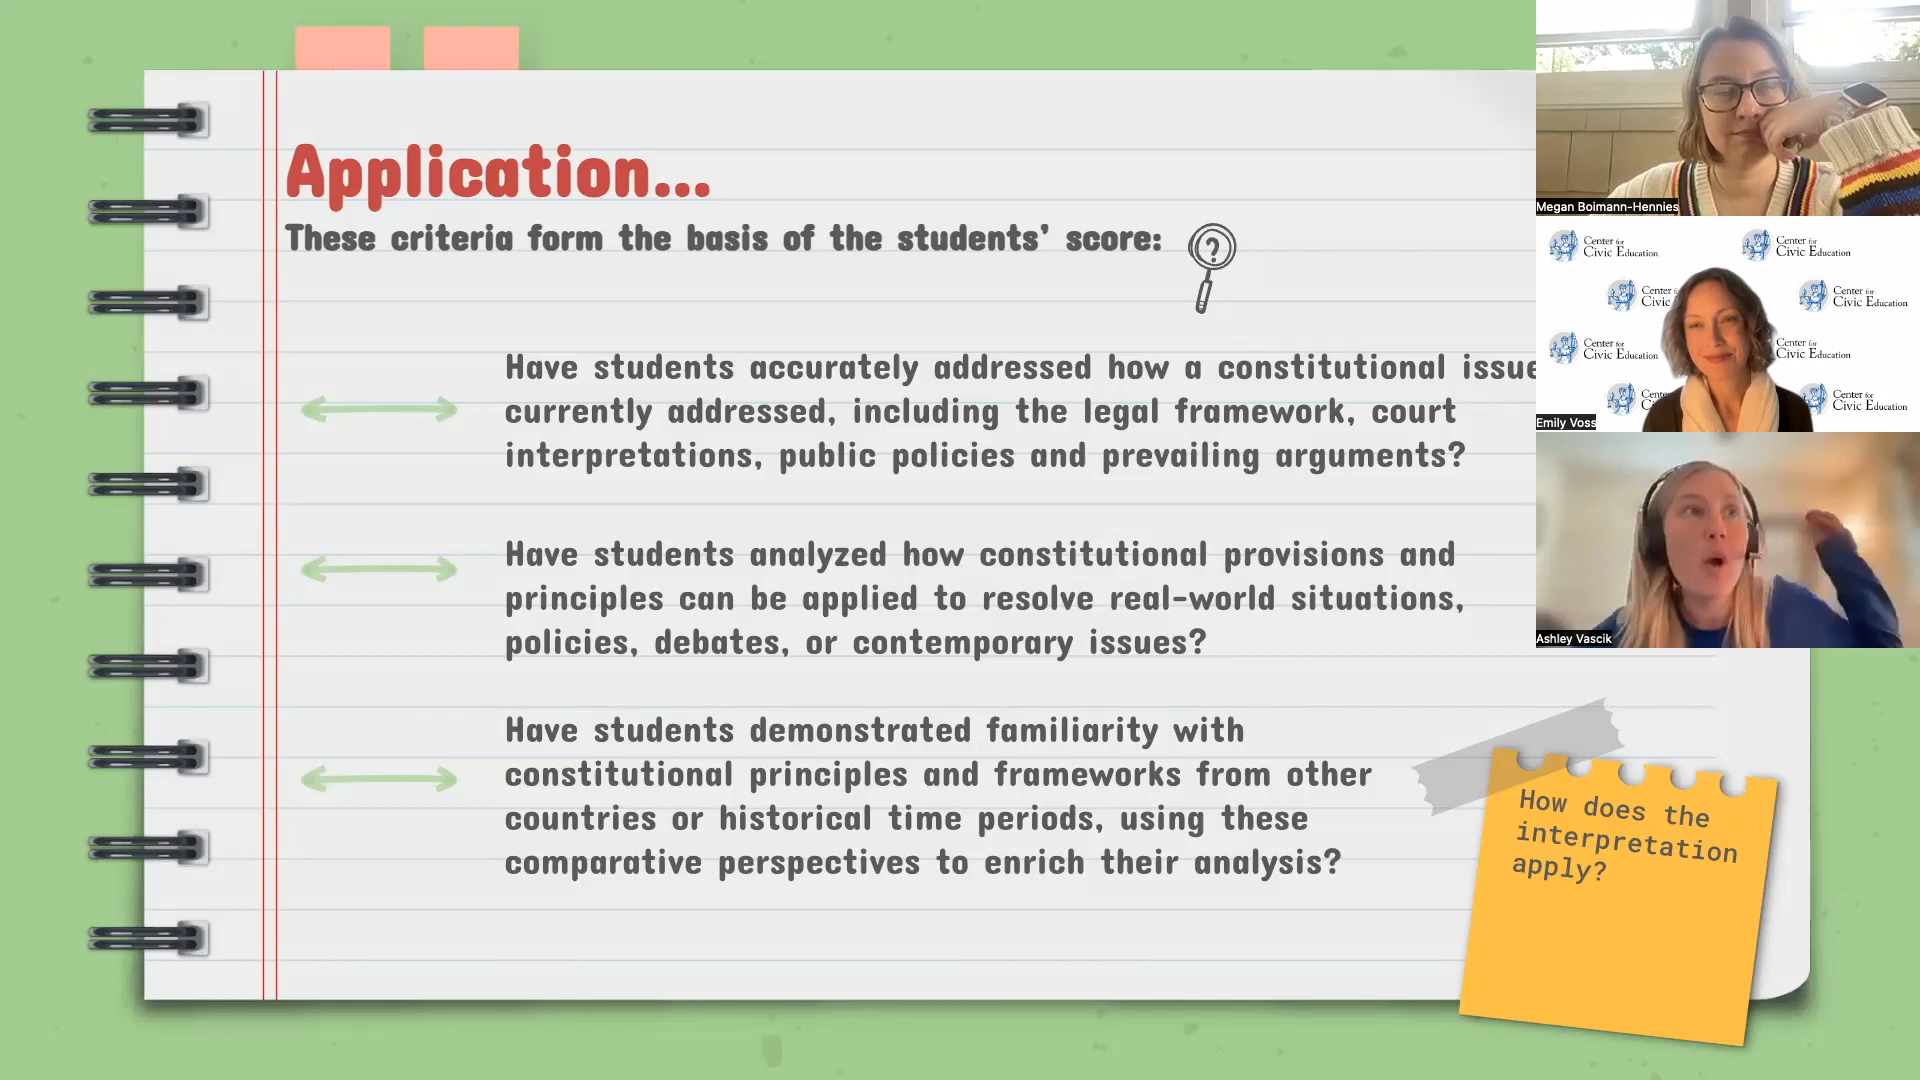 Application...
These criteria form the basis of the students' score:
?
Have students accurately addressed how a constitutional issue
currently addressed, including the legal framework, court
interpretations, public policies and prevailing arguments?
Have students analyzed how constitutional provisions and
principles can be applied to resolve real-world situations,
policies, debates, or contemporary issues?
Have students demonstrated familiarity with
constitutional principles and frameworks from other
countries or historical time periods, using these
comparative perspectives to enrich their analysis?
How does the
interpretation
apply?
Megan Boimann-Hennies
Center for
Civic Education
Center for
Civic Education
Center
Civic
Center for
Civic Education
Center for
Civic Education
Center for
Civic Education
Center for
Civic Education
Emily Voss
Ashley Vascik